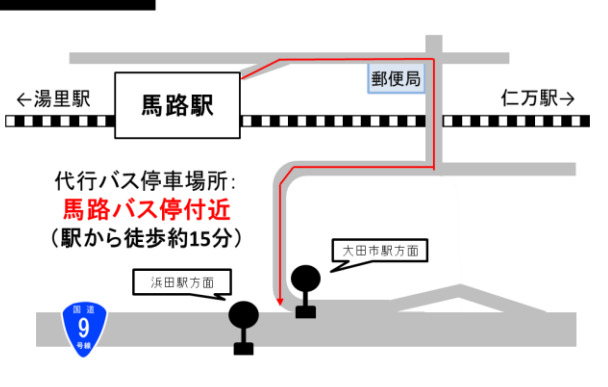 郵便局
←湯里駅
馬路駅
仁万駅→
代行バス停車場所：
馬路バス停付近
（駅から徒歩約15分）
大田市駅方面
浜田駅方面
国道
9
号線